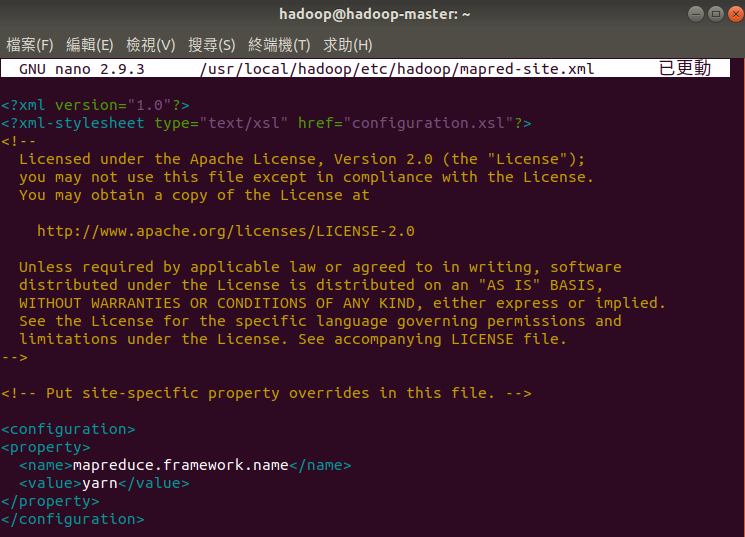 hadoop@hadoop-master: ~
檔案(F) 編輯(E) 檢視(V) 搜尋(S) 終端機(T) 求助(H)
GNU nano 2.9.3 /usr/local/hadoop/etc/hadoop/mapred-site.xml 已更動
<?xml version="1.0"?>
<?xml-stylesheet type="text/xsl" href="configuration.xsl"?>
<!--
Licensed under the Apache License, Version 2.0 (the "License");
you may not use this file except in compliance with the License.
You may obtain a copy of the License at
http://www.apache.org/licenses/LICENSE-2.0
Unless required by applicable law or agreed to in writing, software
distributed under the License is distributed on an "AS IS" BASIS,
WITHOUT WARRANTIES OR CONDITIONS OF ANY KIND, either express or implied.
See the License for the specific language governing permissions and
limitations under the License. See accompanying LICENSE file.
-->
<!-- Put site-specific property overrides in this file. -->
<configuration>
<property>
<name>mapreduce.framework.name</name>
<value>yarn</value>
</property>
</configuration>